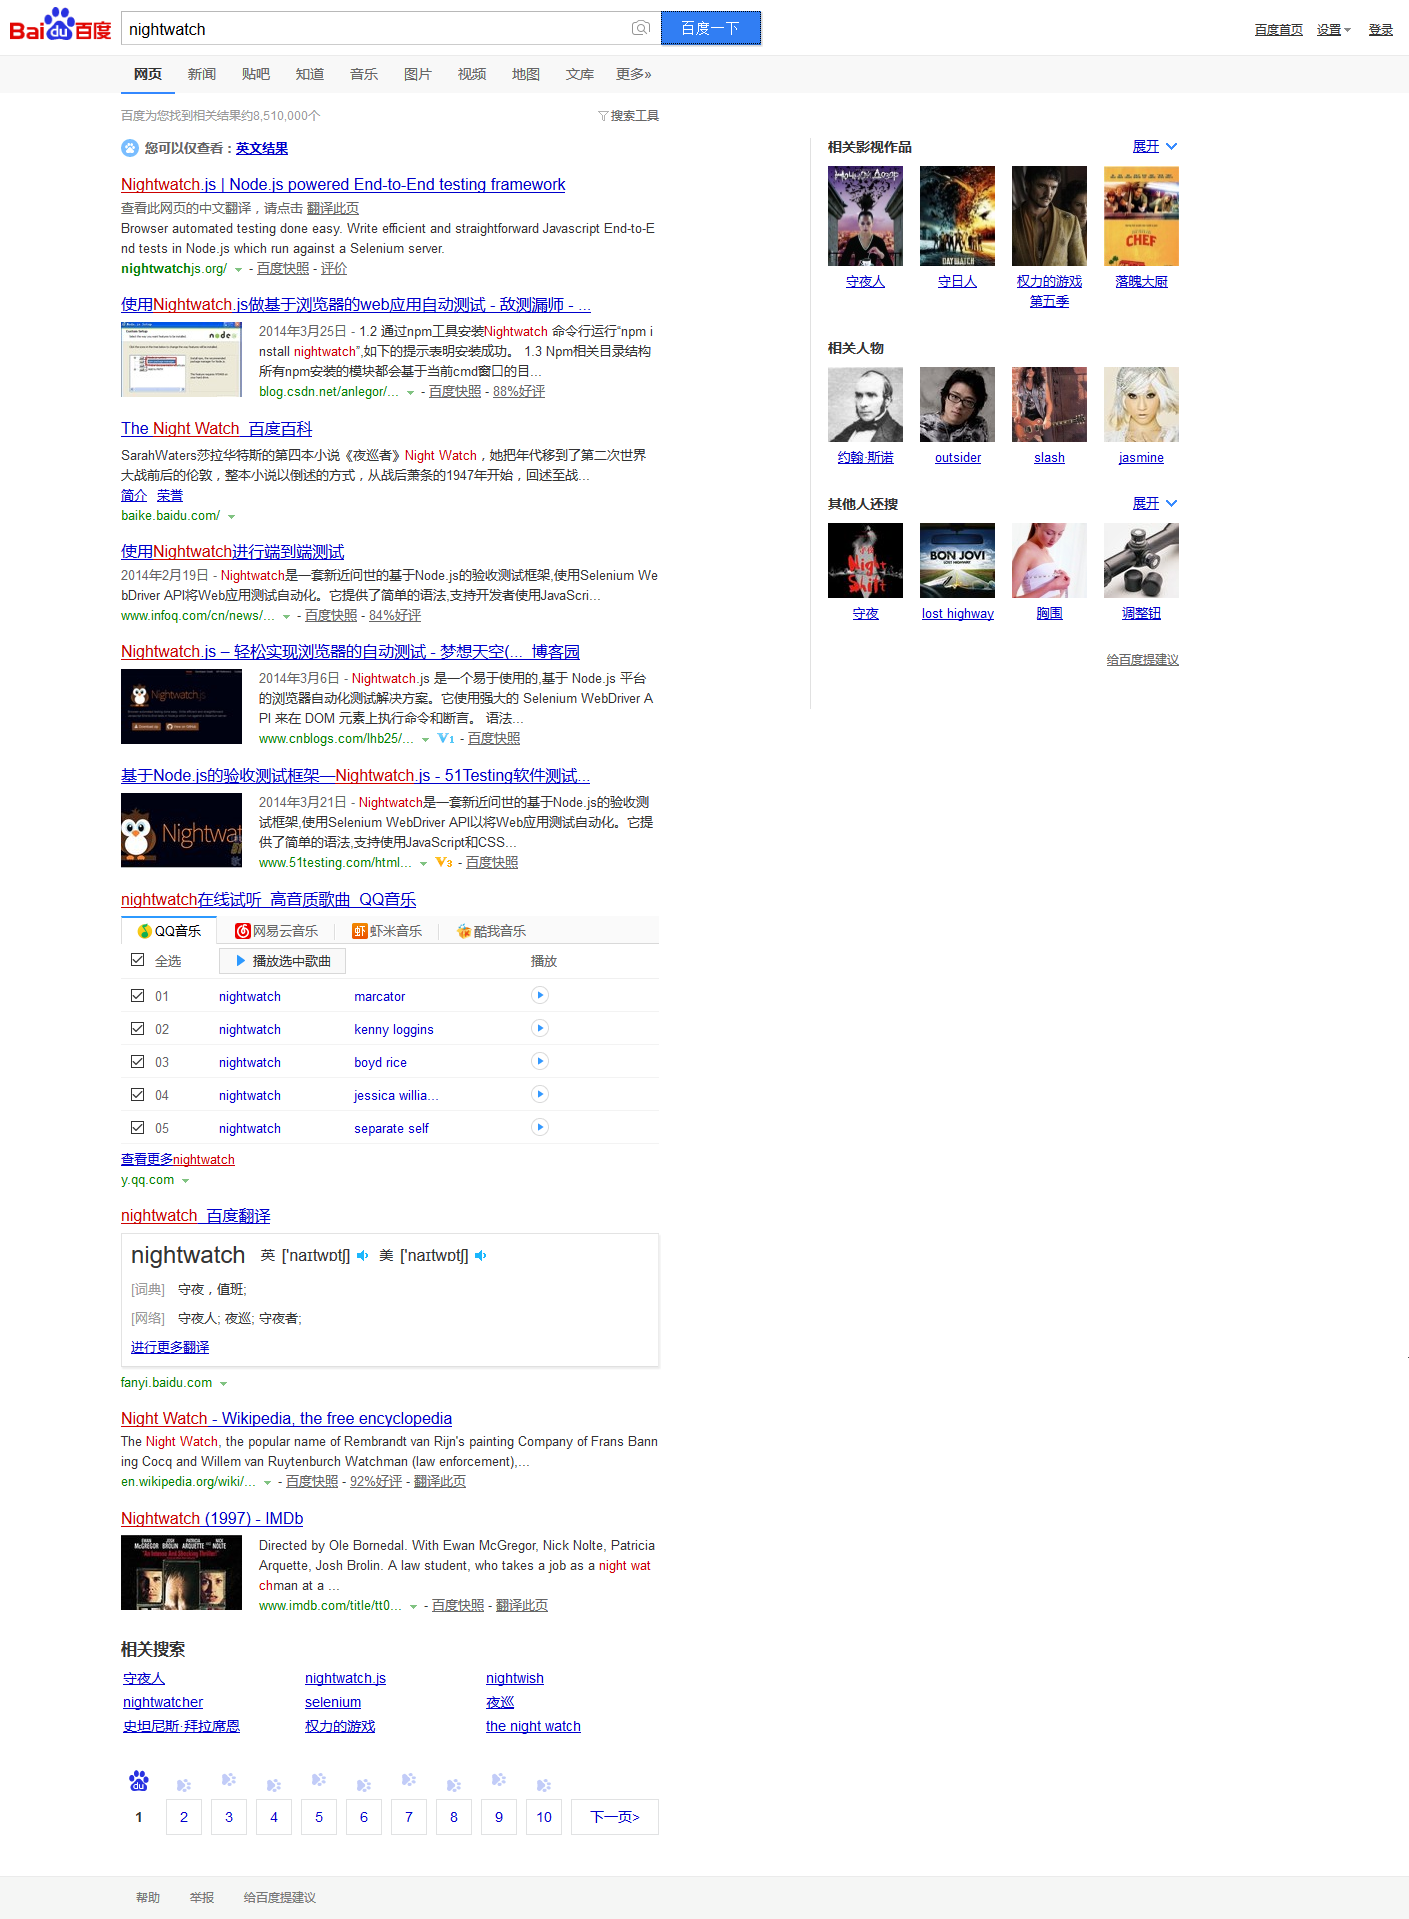 Bai du 百度
nightwatch
百度一下
百度首页 设置 登录
网页 新闻 贴吧 知道 音乐 图片 视频 地图 文库 更多»
百度为您找到相关结果约8,510,000个
搜索工具
您可以仅查看：英文结果
Nightwatch.js | Node.js powered End-to-End testing framework
查看此网页的中文翻译，请点击 翻译此页
Browser automated testing done easy. Write efficient and straightforward Javascript End-to-E
nd tests in Node.js which run against a Selenium server.
nightwatchjs.org/ - 百度快照 - 评价
使用Nightwatch.js做基于浏览器的web应用自动测试 - 敌测漏师 - ...
2014年3月25日 - 1.2 通过npm工具安装Nightwatch 命令行运行“npm i
nstall nightwatch”,如下的提示表明安装成功。 1.3 Npm相关目录结构
所有npm安装的模块都会基于当前cmd窗口的目...
blog.csdn.net/anlegor/... - 百度快照 - 88%好评
The Night Watch_百度百科
SarahWaters莎拉华特斯的第四本小说《夜巡者》Night Watch，她把年代移到了第二次世界
大战前后的伦敦，整本小说以倒述的方式，从战后萧条的1947年开始，回述至战...
简介 荣誉
baike.baidu.com/
使用Nightwatch进行端到端测试
2014年2月19日 - Nightwatch是一套新近问世的基于Node.js的验收测试框架,使用Selenium We
bDriver API将Web应用测试自动化。它提供了简单的语法,支持开发者使用JavaScri...
www.infoq.com/cn/news/... - 百度快照 - 84%好评
Nightwatch.js – 轻松实现浏览器的自动测试 - 梦想天空(..._博客园
Nightwatch.js
2014年3月6日 - Nightwatch.js 是一个易于使用的,基于 Node.js 平台
的浏览器自动化测试解决方案。它使用强大的 Selenium WebDriver A
PI 来在 DOM 元素上执行命令和断言。 语法...
www.cnblogs.com/lhb25/... V1 - 百度快照
基于Node.js的验收测试框架—Nightwatch.js - 51Testing软件测试...
Nightwat
2014年3月21日 - Nightwatch是一套新近问世的基于Node.js的验收测
试框架,使用Selenium WebDriver API以将Web应用测试自动化。它提
供了简单的语法,支持使用JavaScript和CSS...
www.51testing.com/html... V3 - 百度快照
nightwatch在线试听_高音质歌曲_QQ音乐
QQ音乐 网易云音乐 虾 虾米音乐 酷我音乐
全选 播放选中歌曲 播放
01 nightwatch marcator
02 nightwatch kenny loggins
03 nightwatch boyd rice
04 nightwatch jessica willia...
05 nightwatch separate self
查看更多nightwatch
y.qq.com
nightwatch_百度翻译
nightwatch 英 ['naɪtwɒtʃ] 美 ['naɪtwɒtʃ]
[词典] 守夜，值班;
[网络] 守夜人; 夜巡; 守夜者;
进行更多翻译
fanyi.baidu.com
Night Watch - Wikipedia, the free encyclopedia
The Night Watch, the popular name of Rembrandt van Rijn's painting Company of Frans Bann
ing Cocq and Willem van Ruytenburch Watchman (law enforcement),...
en.wikipedia.org/wiki/... - 百度快照 - 92%好评 - 翻译此页
Nightwatch (1997) - IMDb
EWAN McGREGOR JOSH BROLIN PATRICIA ARQUETTE NICK NOLTE
Directed by Ole Bornedal. With Ewan McGregor, Nick Nolte, Patricia
Arquette, Josh Brolin. A law student, who takes a job as a night wat
chman at a ...
www.imdb.com/title/tt0... - 百度快照 - 翻译此页
相关搜索
守夜人 nightwatch.js nightwish
nightwatcher selenium 夜巡
史坦尼斯·拜拉席恩 权力的游戏 the night watch
du
1 2 3 4 5 6 7 8 9 10 下一页>
帮助 举报 给百度提建议
相关影视作品 展开
НОЧНОЙ ДОЗОР
DAY WATCH
CHEF
守夜人 守日人 权力的游戏 落魄大厨
第五季
相关人物
约翰·斯诺 outsider slash jasmine
其他人还搜 展开
Night Shift
BON JOVI
LOST HIGHWAY
守夜 lost highway 胸围 调整钮
给百度提建议